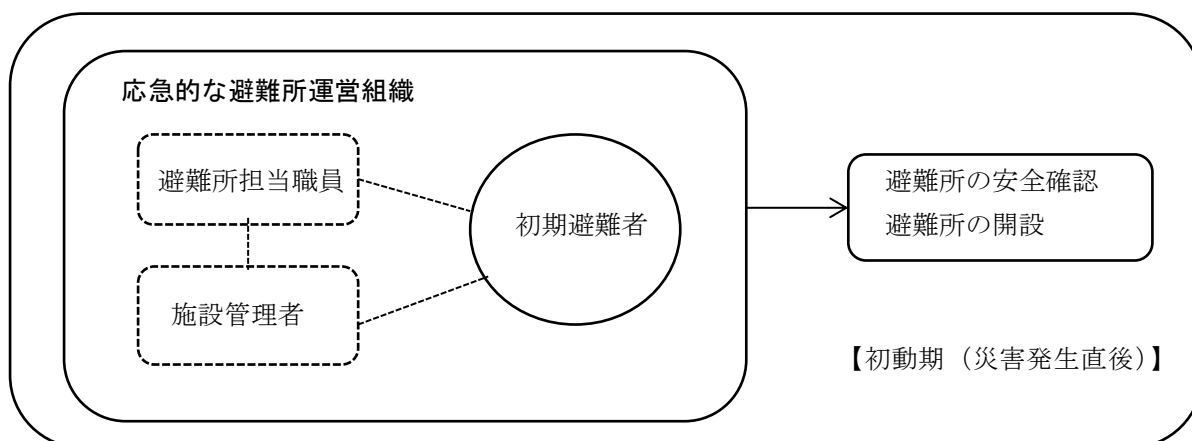 応急的な避難所運営組織
避難所担当職員
初期避難者
施設管理者
避難所の安全確認
避難所の開設
【初動期（災害発生直後）】